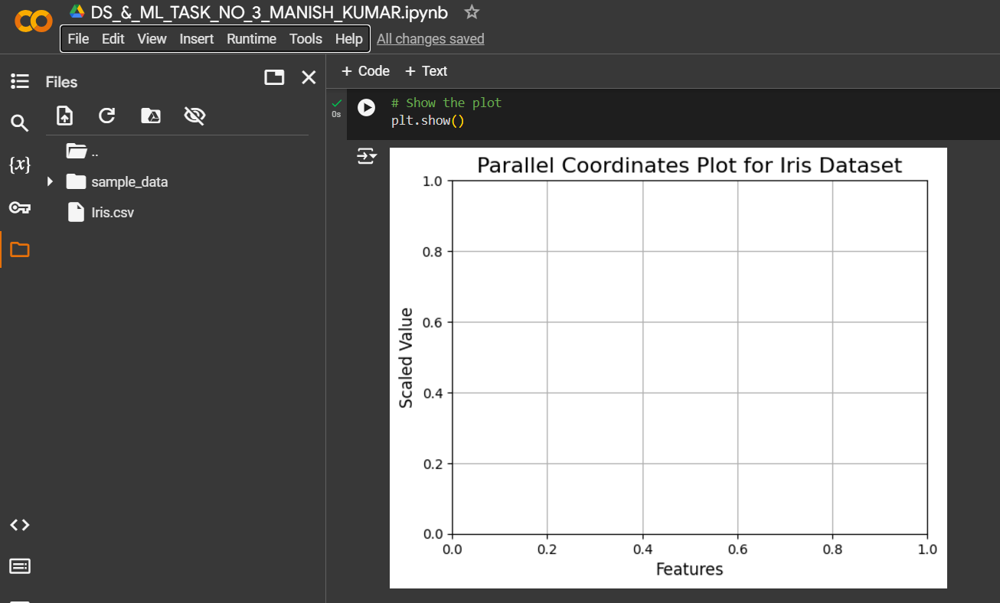 DS_&_ML_TASK_NO_3_MANISH_KUMAR.ipynb
File Edit View Insert Runtime Tools Help All changes saved
Files
+ Code + Text
{x}
..
sample_data
Iris.csv
0s
# Show the plot
plt.show()
Parallel Coordinates Plot for Iris Dataset
1.0
0.8
0.6
0.4
0.2
0.0
Scaled Value
0.0 0.2 0.4 0.6 0.8 1.0
Features